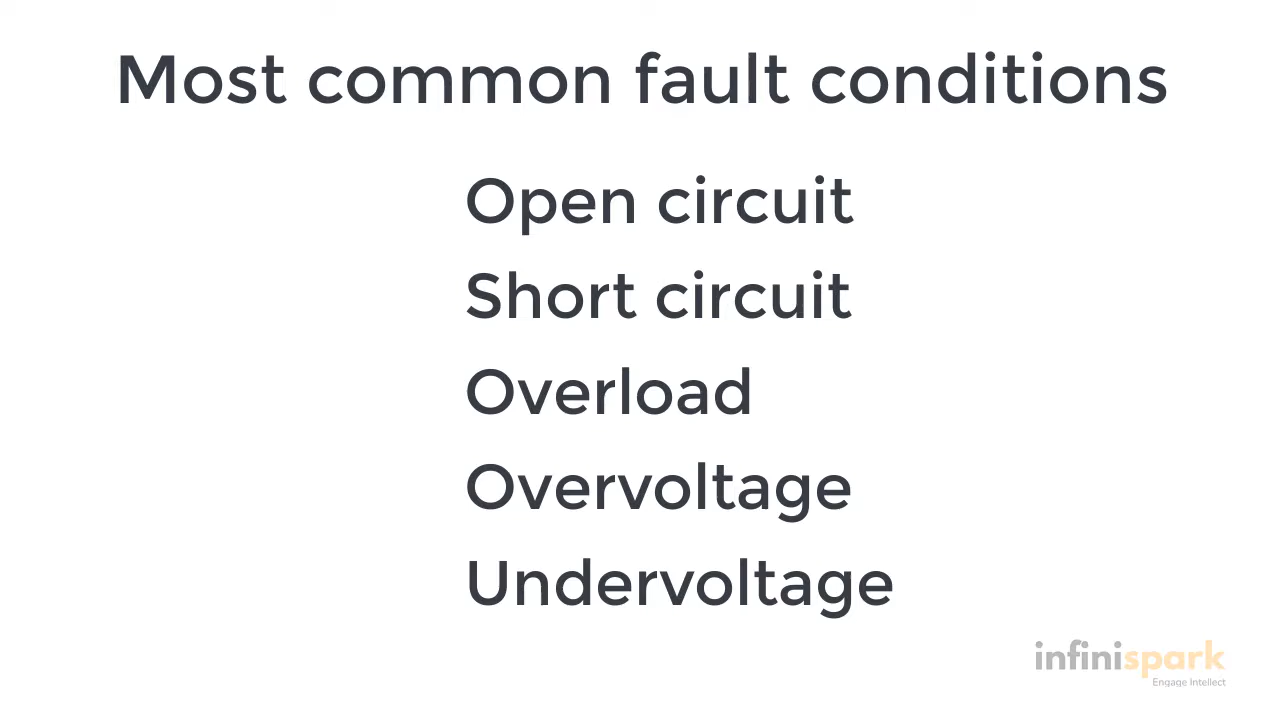 Most common fault conditions
Open circuit
Short circuit
Overload
Overvoltage
Undervoltage
infinispark
Engage Intellect